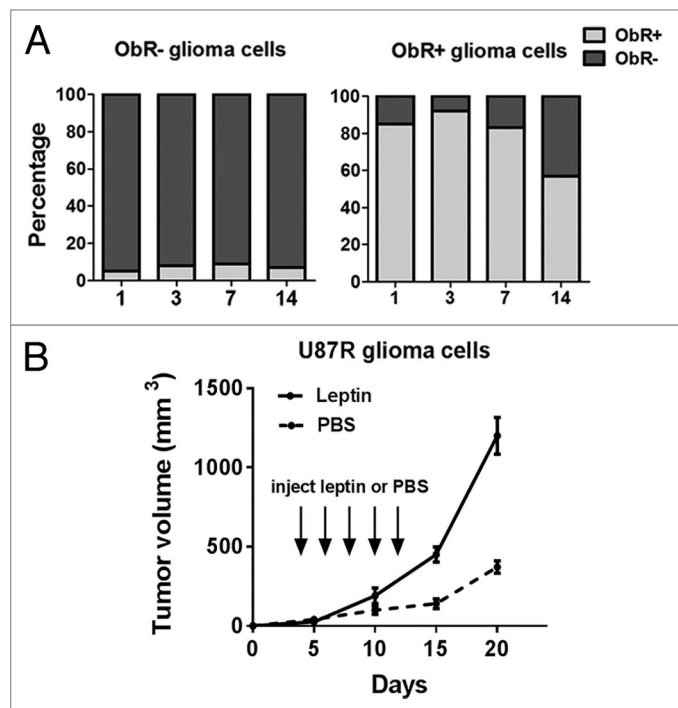 A
ObR- glioma cells
ObR+ glioma cells
ObR+
ObR-
Percentage
100
80
60
40
20
0
1 3 7 14
100
80
60
40
20
0
1 3 7 14
B
U87R glioma cells
Tumor volume (mm³)
1500
1000
500
0
Leptin
PBS
inject leptin or PBS
0 5 10 15 20
Days